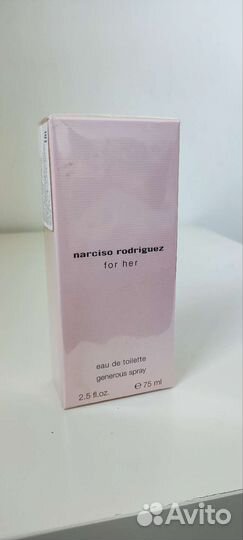 narciso rodriguez
for her
eau de toilette
generous spray
2.5 fl.oz. e 75 ml
Avito